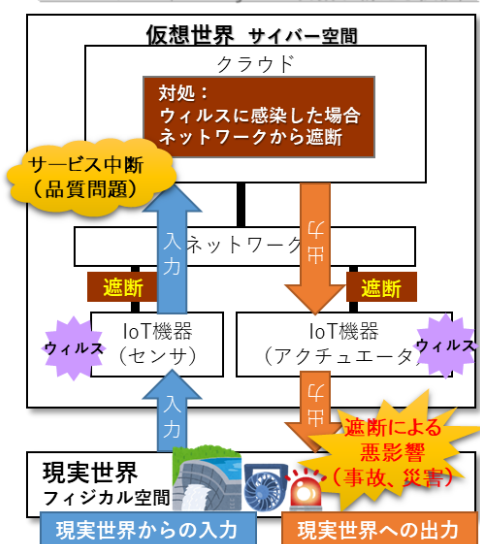 仮想世界 サイバー空間
クラウド
対処：
ウィルスに感染した場合
ネットワークから遮断
サービス中断
（品質問題）
入力
出力
ネットワーク
遮断
遮断
ウィルス
IoT機器
（センサ）
IoT機器
（アクチュエータ）
ウィルス
入力
出力
遮断による
悪影響
（事故、災害）
現実世界
フィジカル空間
現実世界からの入力
現実世界への出力